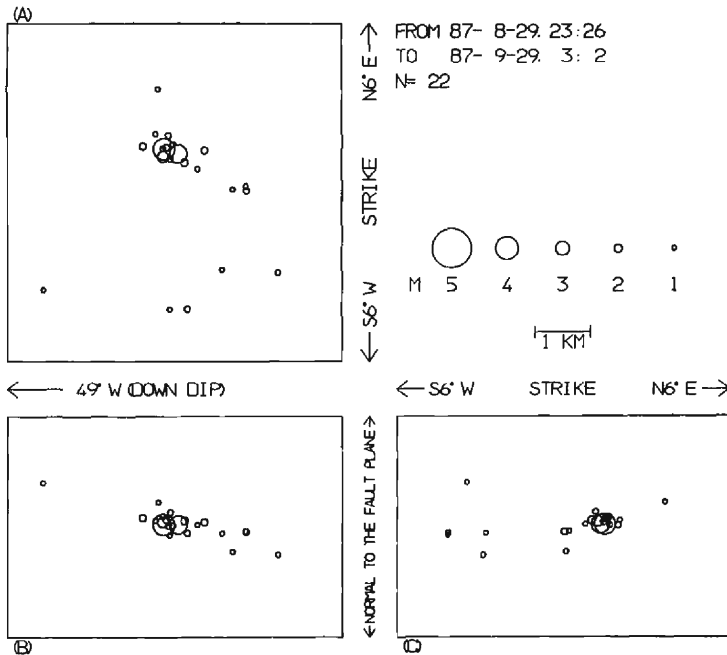 (A)
FROM 87- 8-29. 23:26
TO 87- 9-29. 3: 2
N= 22
N6° E
STRIKE
S6° W
M 5 4 3 2 1
1 KM
49° W (DOWN DIP)
S6° W STRIKE N6° E
NORMAL TO THE FAULT PLANE
(B)
(C)